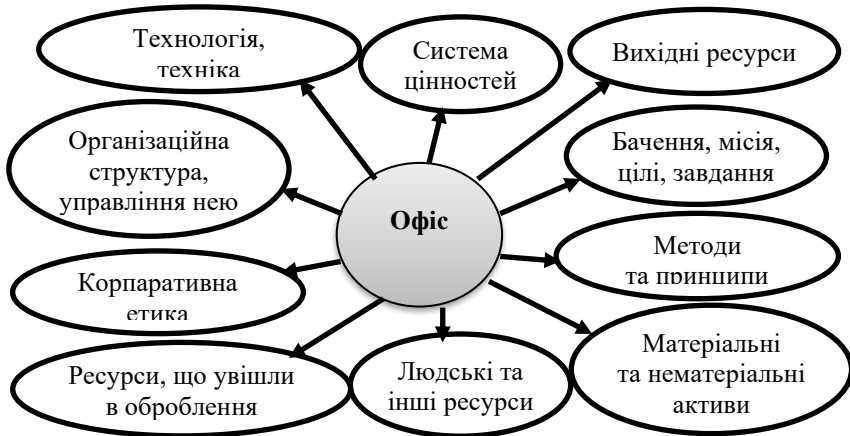 Технологія,
техніка
Система
цінностей
Вихідні ресурси
Організаційна
структура,
управління нею
Бачення, місія,
цілі, завдання
Офіс
Методи
та принципи
Корпаративна
етика
Ресурси, що увішли
в оброблення
Людські та
інші ресурси
Матеріальні
та нематеріальні
активи